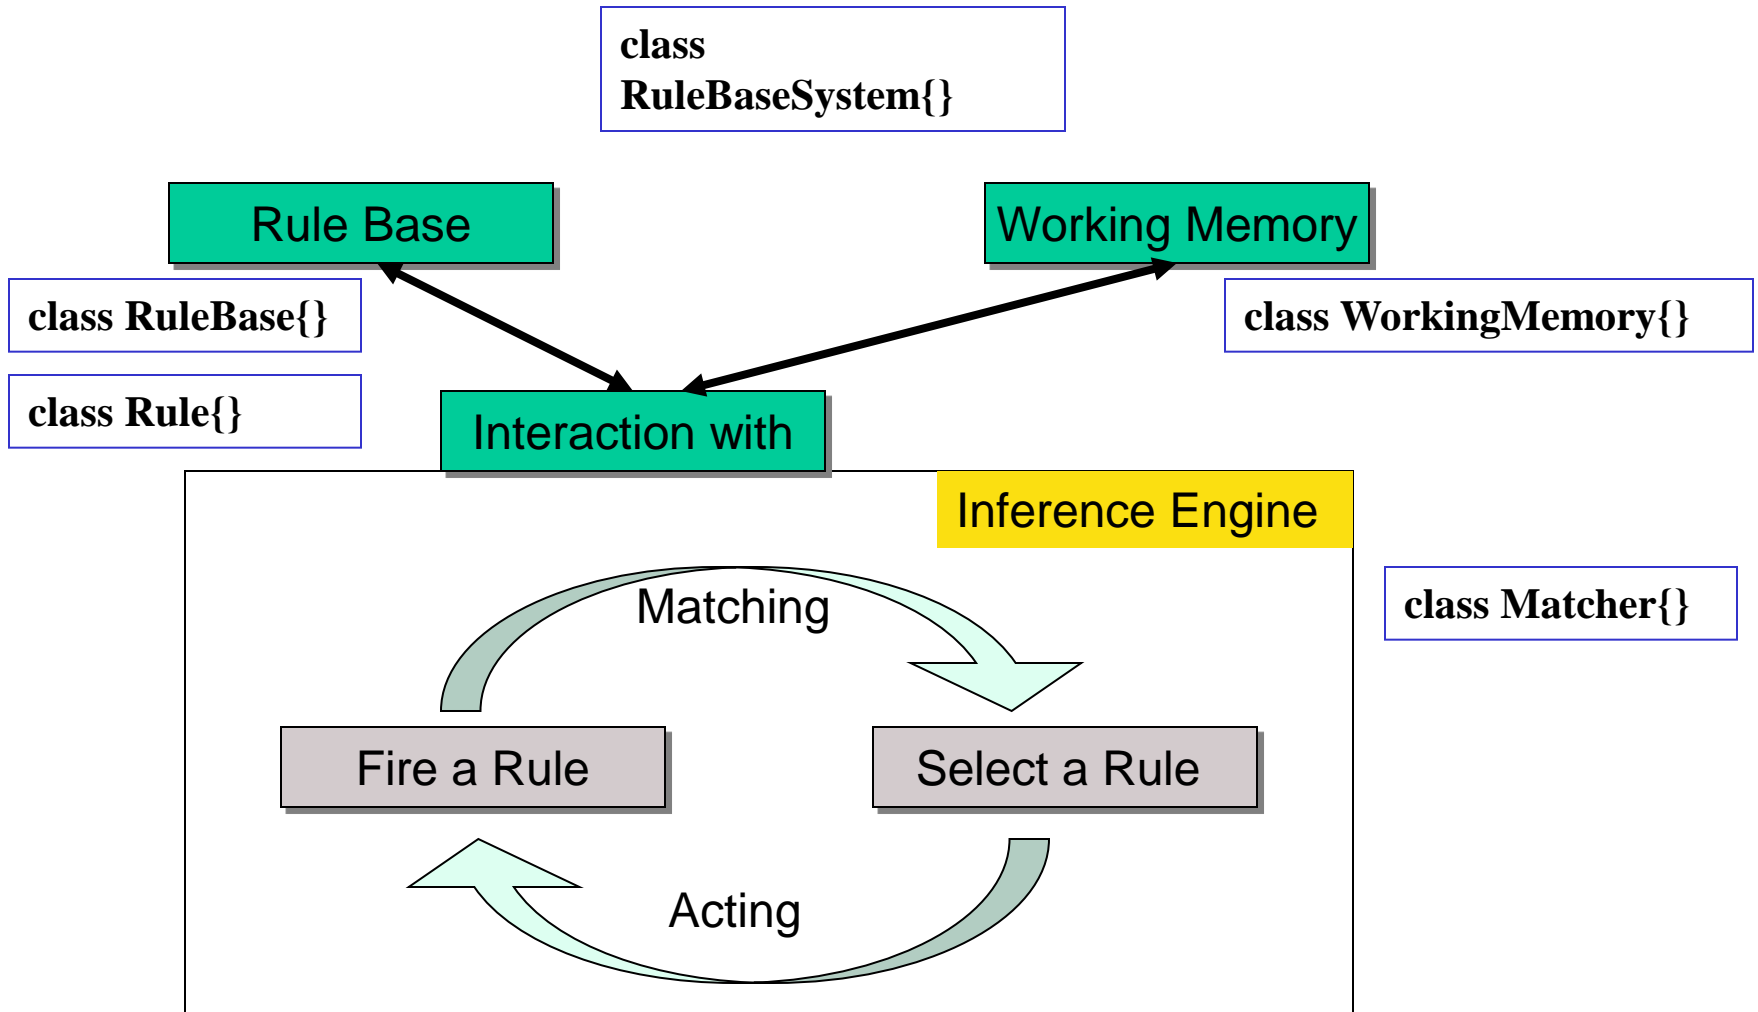 class
RuleBaseSystem{}
Rule Base
Working Memory
class RuleBase{}
class WorkingMemory{}
class Rule{}
Interaction with
Inference Engine
Matching
class Matcher{}
Fire a Rule
Select a Rule
Acting